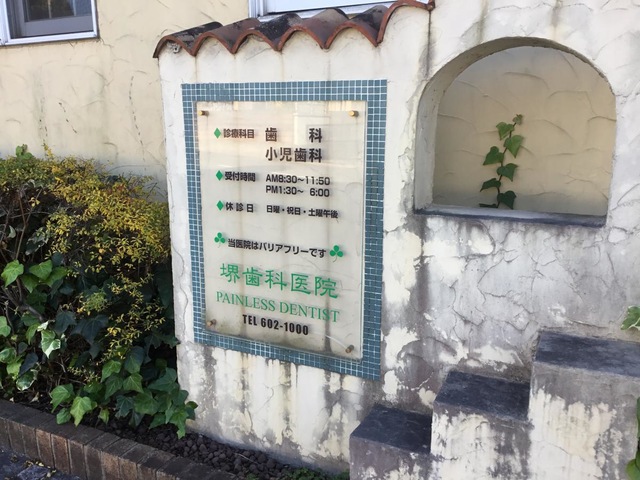 診療科目 歯科
小児歯科
受付時間 AM8:30~11:50
PM1:30~ 6:00
休診日 日曜・祝日・土曜午後
当医院はバリアフリーです
堺歯科医院
PAINLESS DENTIST
TEL 602-1000